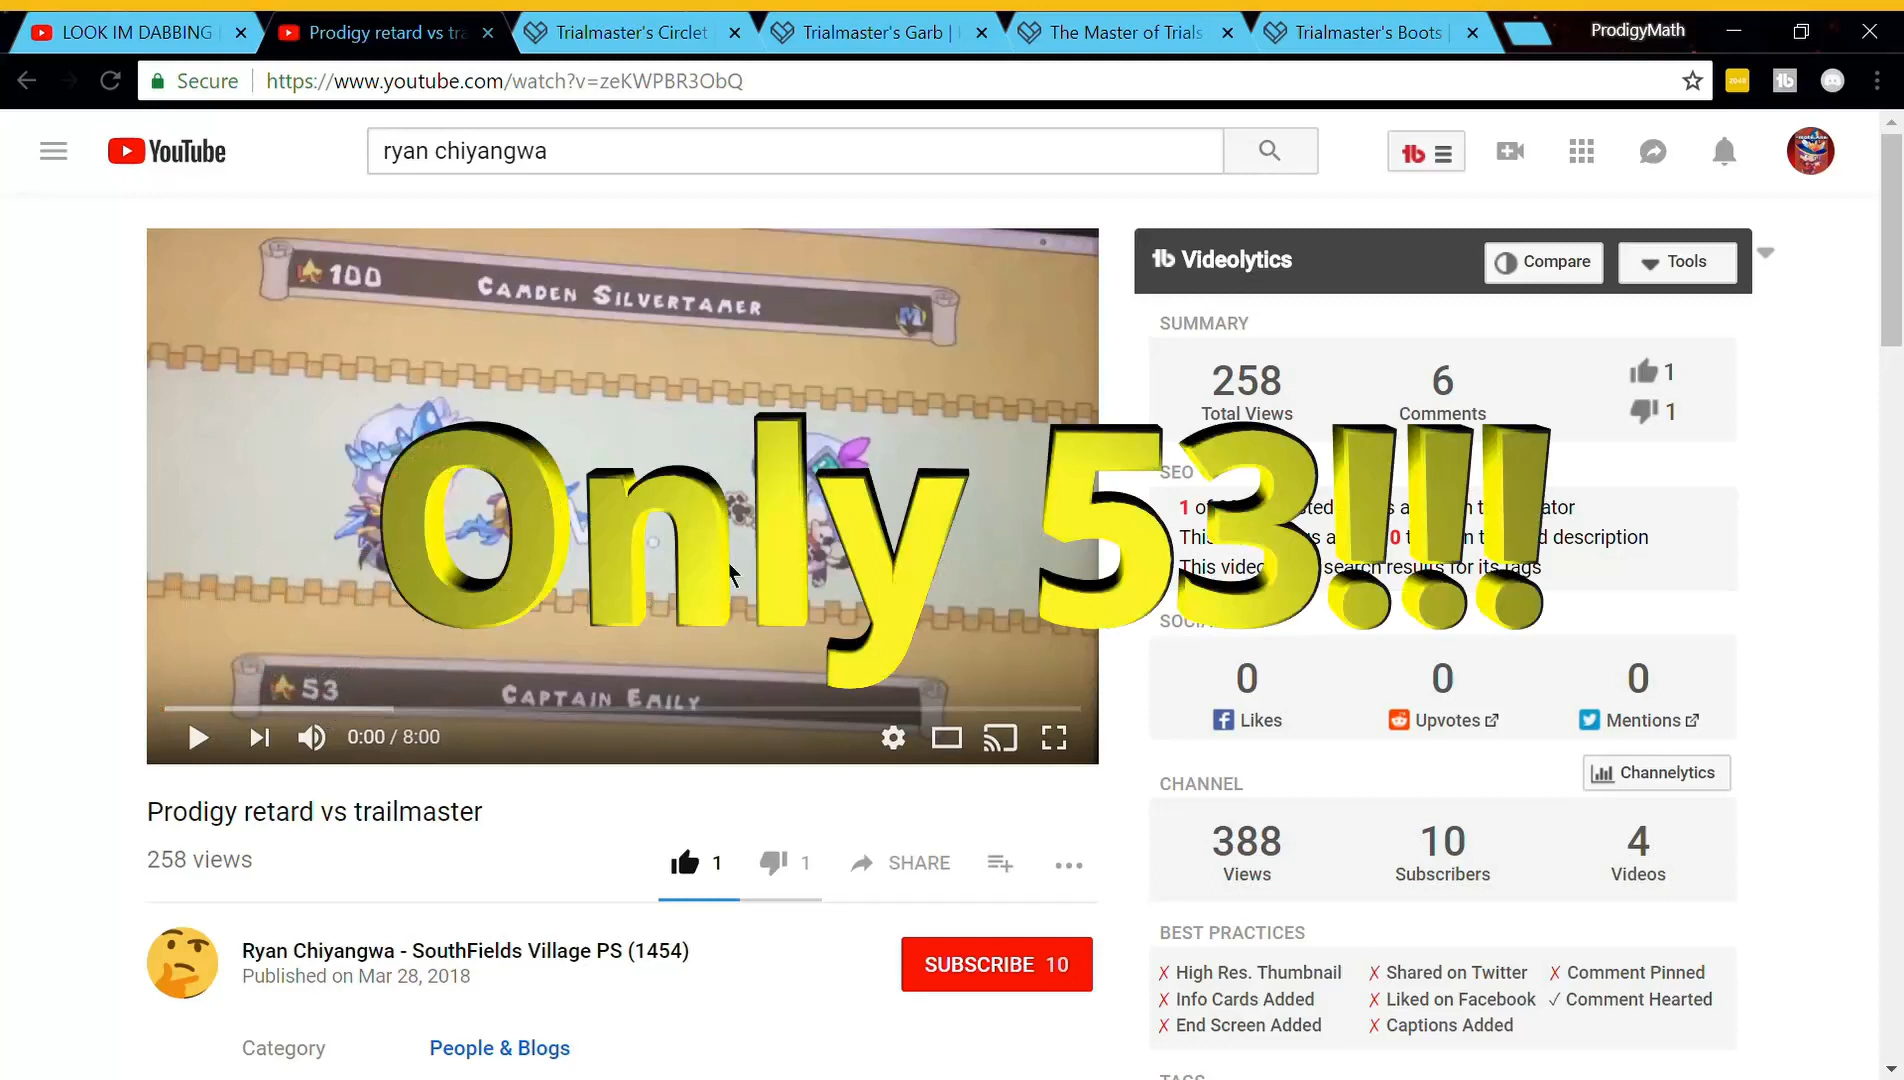 LOOK IM DABBING
Prodigy retard vs tra
Trialmaster's Circlet
Trialmaster's Garb |
The Master of Trials
Trialmaster's Boots
ProdigyMath
Secure
https://www.youtube.com/watch?v=zeKWPBR3ObQ
YouTube
ryan chiyangwa
100
CAMDEN SILVERTAMER
M
Only 53!!!
53
CAPTAIN EMILY
0:00 / 8:00
Prodigy retard vs trailmaster
258 views
1
1
SHARE
Ryan Chiyangwa - SouthFields Village PS (1454)
Published on Mar 28, 2018
SUBSCRIBE 10
Category
People & Blogs
Videolytics
Compare
Tools
SUMMARY
258
Total Views
6
Comments
1
1
SEO
1
0
description
This video
search results for its tags
0
Likes
0
Upvotes
0
Mentions
CHANNEL
Channelytics
388
Views
10
Subscribers
4
Videos
BEST PRACTICES
X High Res. Thumbnail
X Shared on Twitter
X Comment Pinned
X Info Cards Added
X Liked on Facebook
✓ Comment Hearted
X End Screen Added
X Captions Added
TAGS